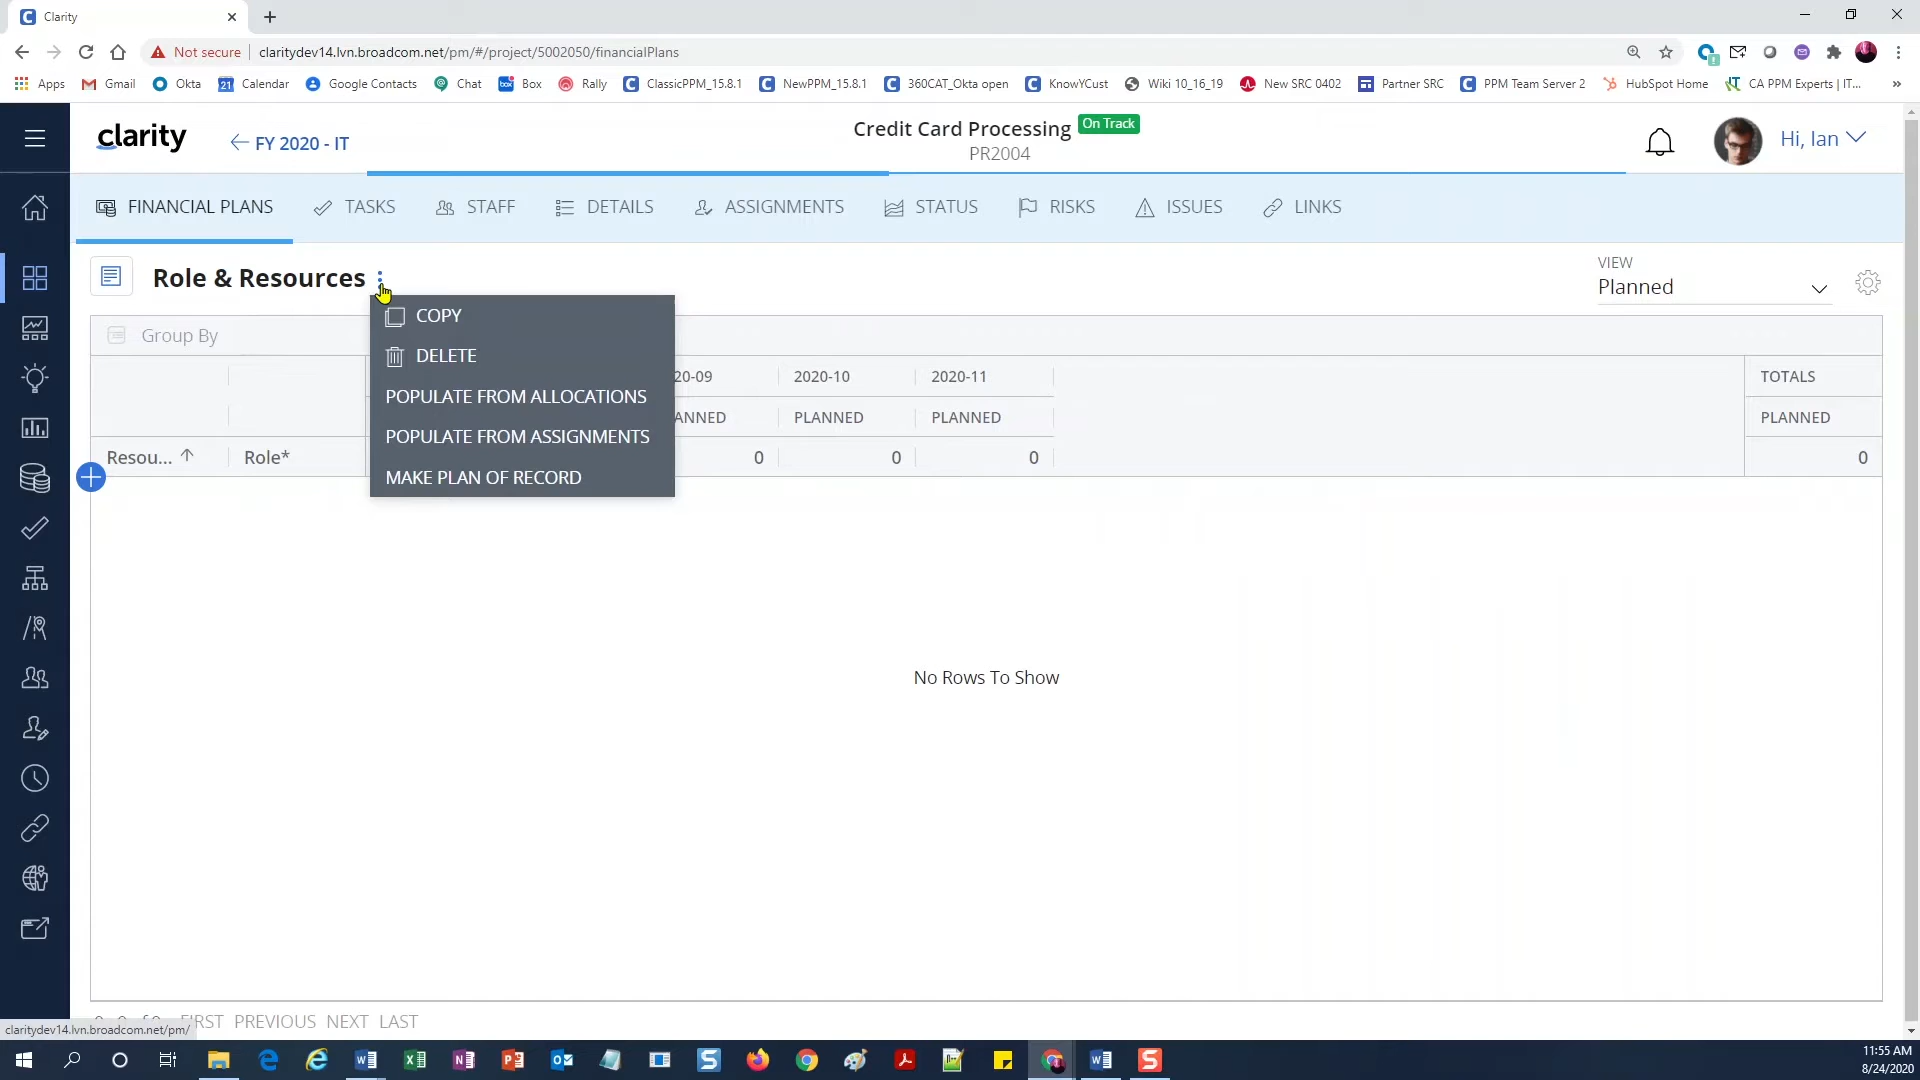 Clarity
Not secure claritydev14.lvn.broadcom.net/pm/#/project/5002050/financialPlans
Apps Gmail Okta Calendar Google Contacts Chat Box Rally ClassicPPM_15.8.1 NewPPM_15.8.1 360CAT_Okta open KnowYCust Wiki 10_16_19 New SRC 0402 Partner SRC PPM Team Server 2 HubSpot Home CA PPM Experts | IT... »
clarity
FY 2020 - IT
Credit Card Processing On Track
PR2004
Hi, Ian
FINANCIAL PLANS TASKS STAFF DETAILS ASSIGNMENTS STATUS RISKS ISSUES LINKS
Role & Resources
VIEW
Planned
COPY
DELETE
POPULATE FROM ALLOCATIONS
POPULATE FROM ASSIGNMENTS
MAKE PLAN OF RECORD
Group By
20-09 2020-10 2020-11 TOTALS
ANNED PLANNED PLANNED PLANNED
Resou... Role* 0 0 0 0
No Rows To Show
FIRST PREVIOUS NEXT LAST
claritydev14.lvn.broadcom.net/pm/
11:55 AM
8/24/2020